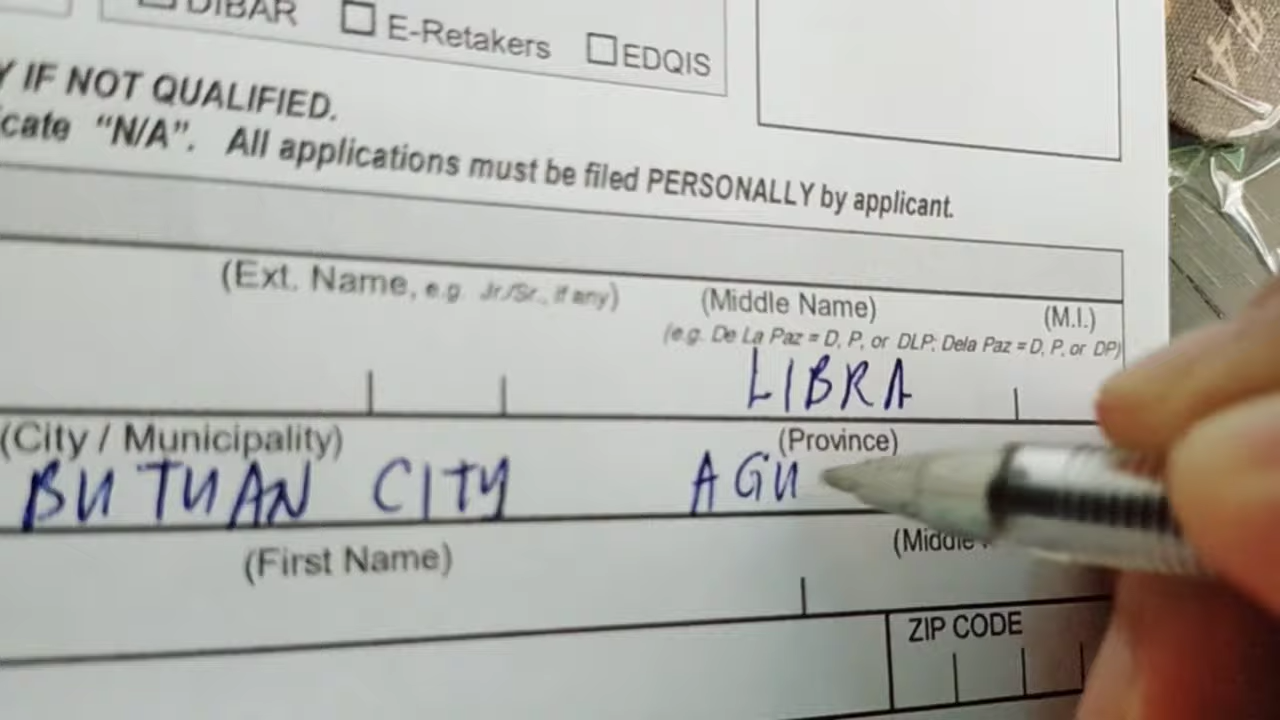 DIBAR E-Retakers EDQIS
Y IF NOT QUALIFIED.
cate "N/A". All applications must be filed PERSONALLY by applicant.
(Ext. Name, e.g. Jr./Sr., if any) (Middle Name) (M.I.)
(e.g. De La Paz = D, P, or DLP; Dela Paz = D, P, or DP)
LIBRA
(City / Municipality) (Province)
BUTUAN CITY AGU
(First Name) (Middle
ZIP CODE